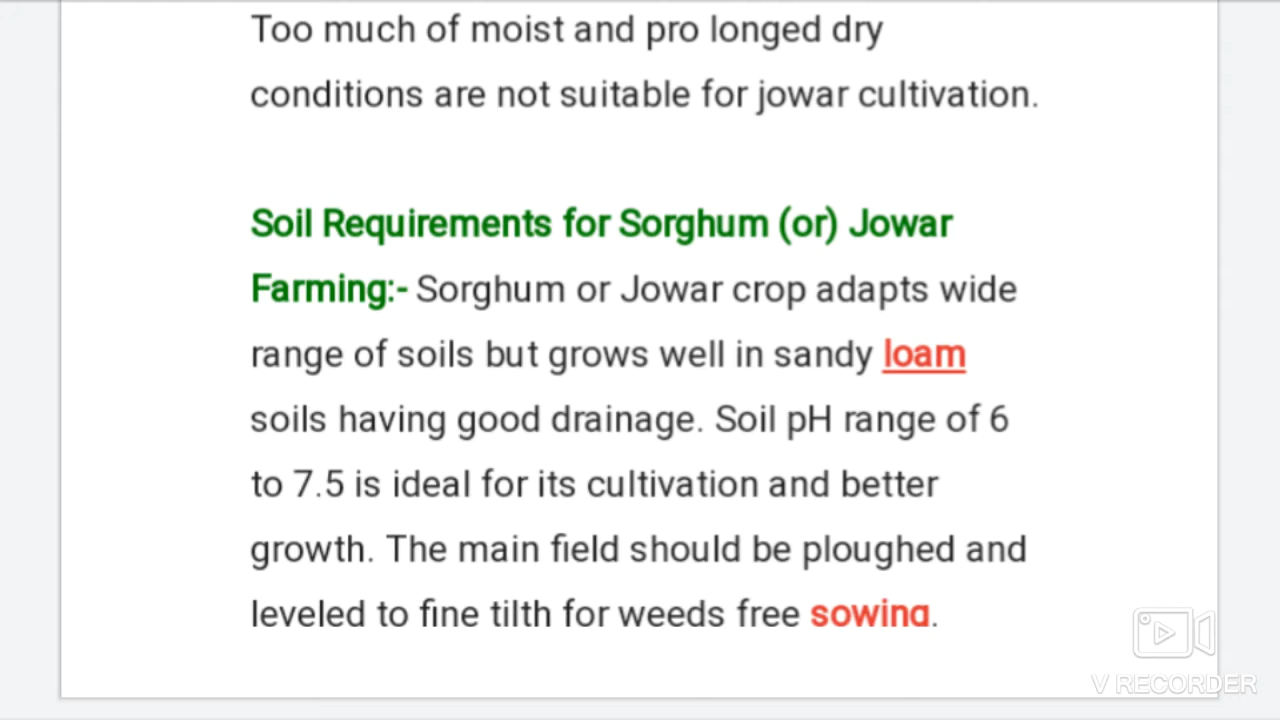 Too much of moist and pro longed dry
conditions are not suitable for jowar cultivation.
Soil Requirements for Sorghum (or) Jowar
Farming:- Sorghum or Jowar crop adapts wide
range of soils but grows well in sandy loam
soils having good drainage. Soil pH range of 6
to 7.5 is ideal for its cultivation and better
growth. The main field should be ploughed and
leveled to fine tilth for weeds free sowing.
V RECORDER